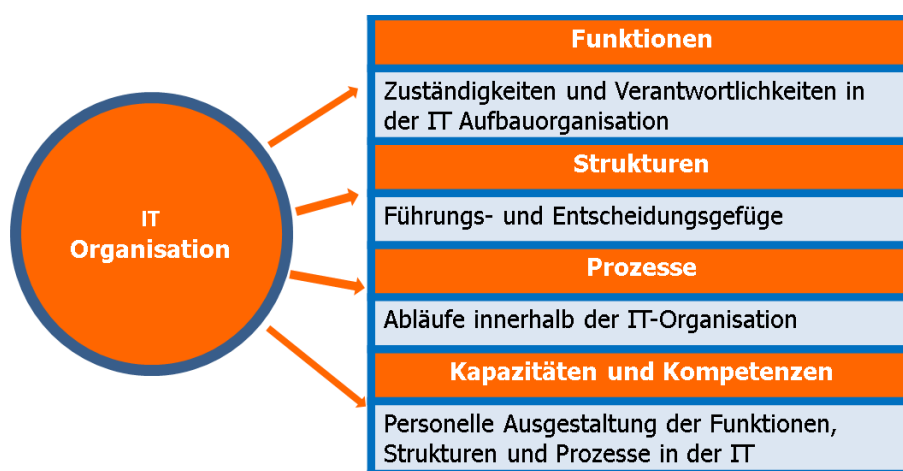 IT
Organisation
Funktionen
Zuständigkeiten und Verantwortlichkeiten in
der IT Aufbauorganisation
Strukturen
Führungs- und Entscheidungsgefüge
Prozesse
Abläufe innerhalb der IT-Organisation
Kapazitäten und Kompetenzen
Personelle Ausgestaltung der Funktionen,
Strukturen und Prozesse in der IT